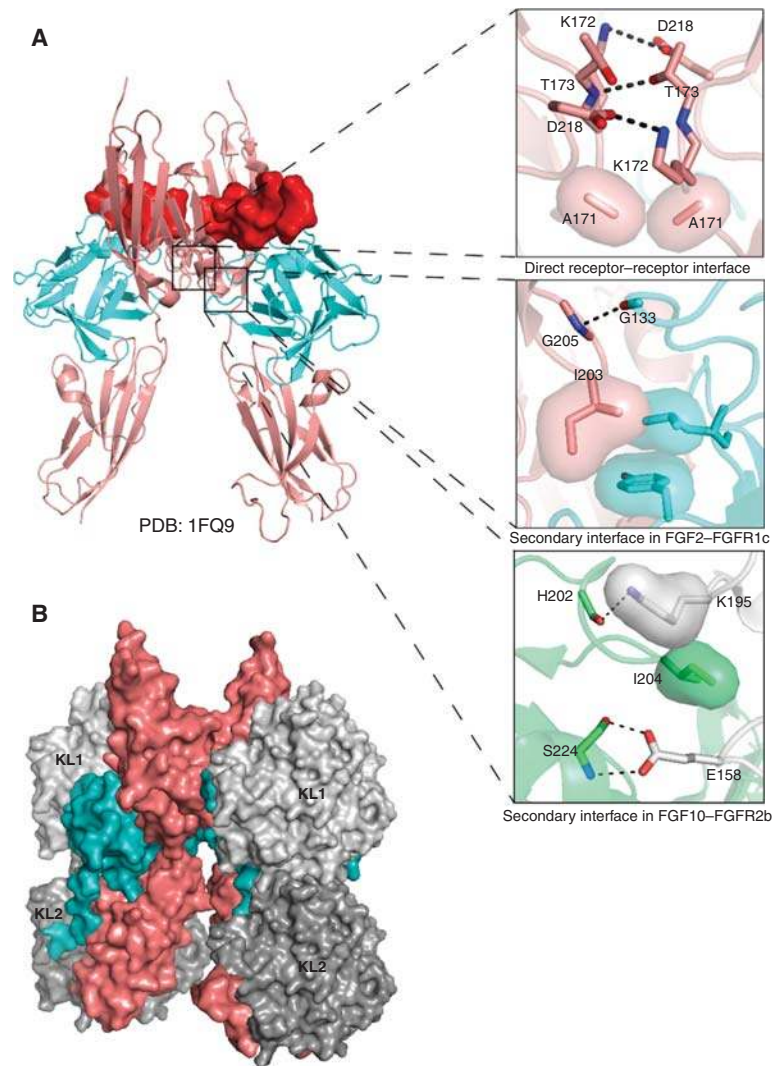 A
K172
D218
T173
T173
D218
K172
A171
A171
Direct receptor–receptor interface
G133
G205
I203
PDB: 1FQ9
Secondary interface in FGF2–FGFR1c
H202
K195
I204
S224
E158
Secondary interface in FGF10–FGFR2b
B
KL1
KL1
KL2
KL2